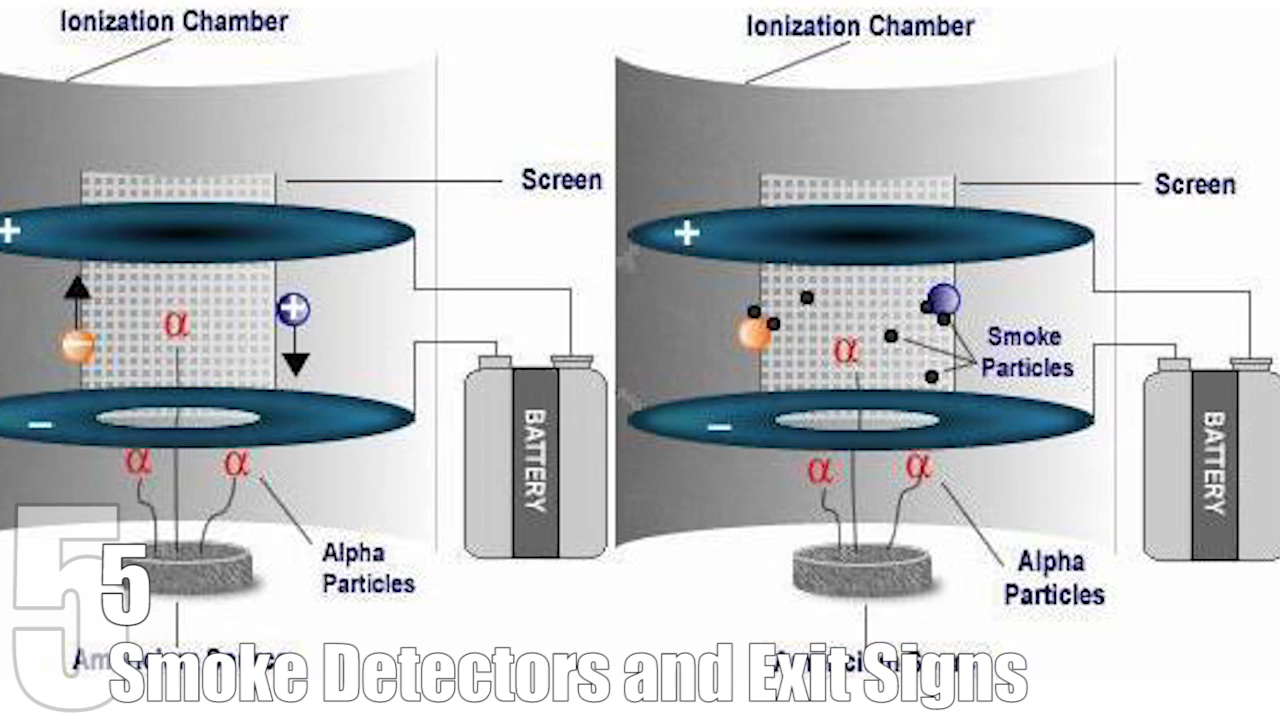 Ionization Chamber
Screen
+
α
+
−
−
BATTERY
α α
Alpha
Particles
Ionization Chamber
Screen
+
α
Smoke
Particles
−
BATTERY
α α
Alpha
Particles
5
5
Smoke Detectors and Exit Signs